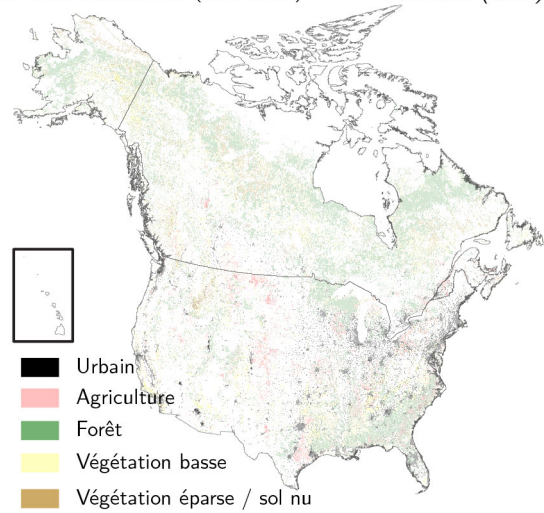 Urbain
Agriculture
Forêt
Végétation basse
Végétation éparse / sol nu